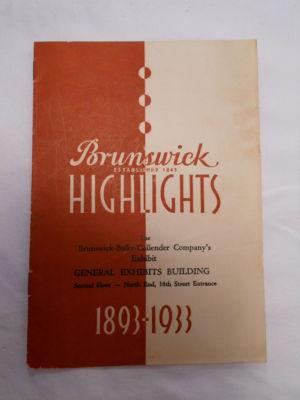 Brunswick
ESTABLISHED 1845
HIGHLIGHTS
The
Brunswick-Balke-Collender Company's
Exhibit
GENERAL EXHIBITS BUILDING
Second Floor — North End, 18th Street Entrance
1893-1933